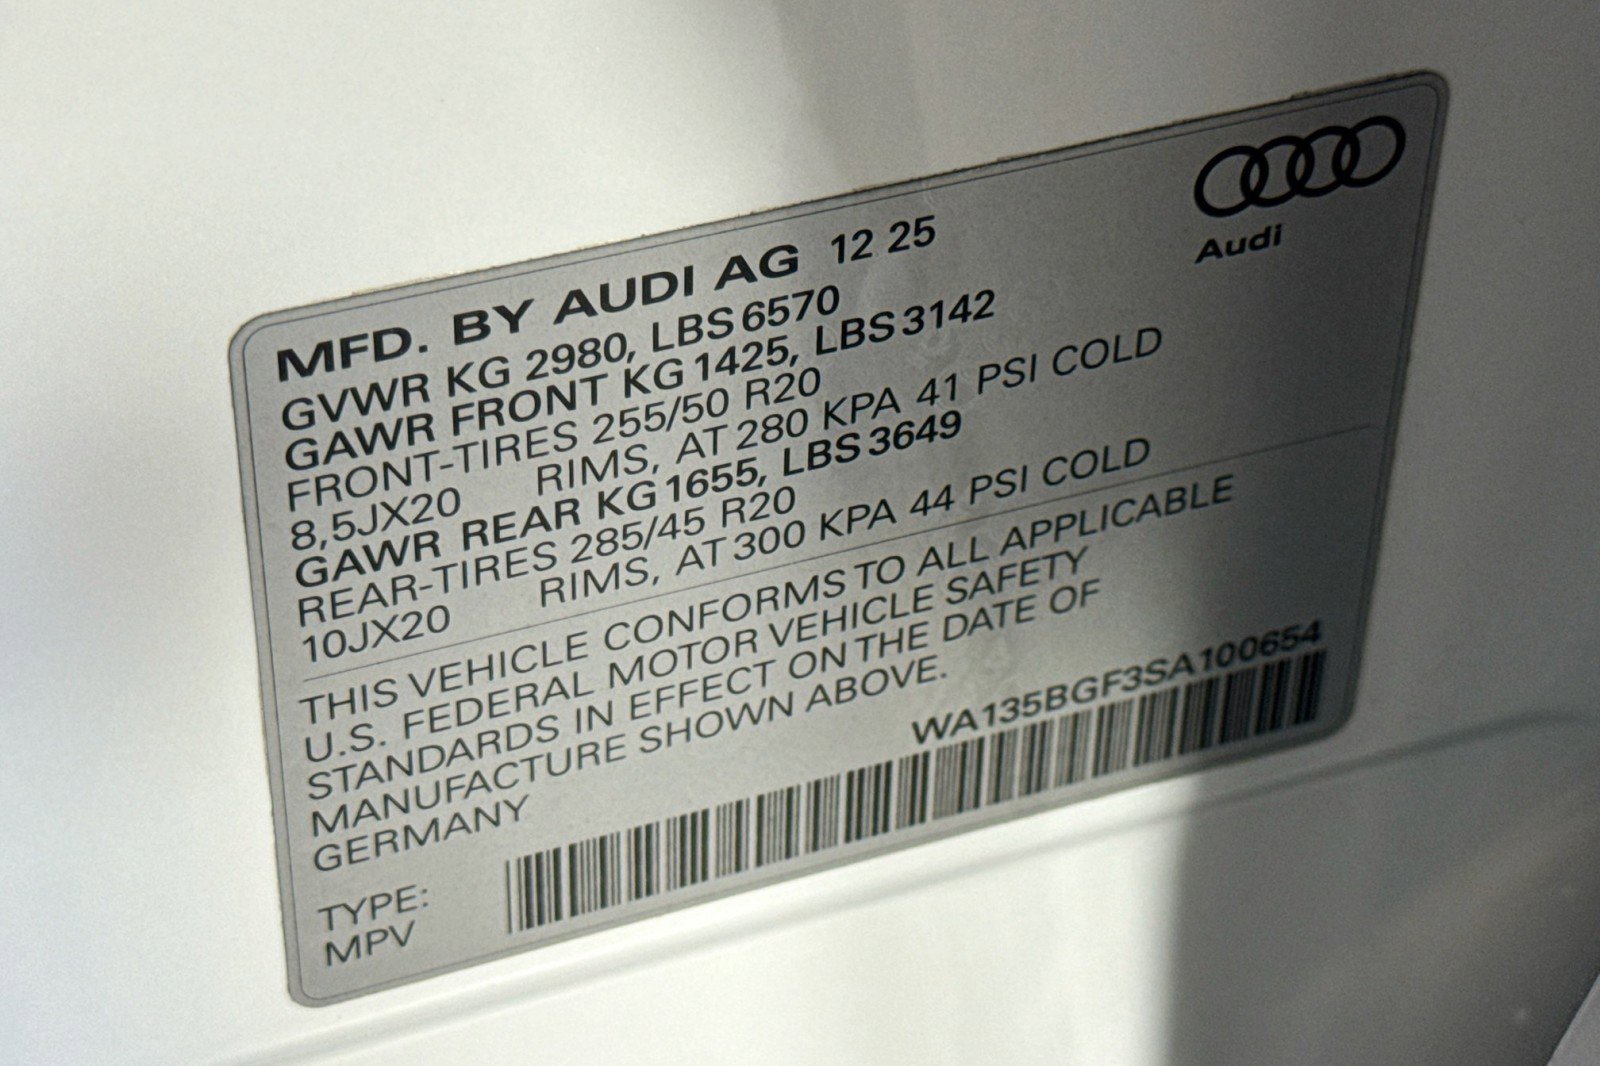 MFD. BY AUDI AG 12 25
GVWR KG 2980, LBS 6570
GAWR FRONT KG 1425, LBS 3142
FRONT-TIRES 255/50 R20
8,5JX20 RIMS, AT 280 KPA 41 PSI COLD
GAWR REAR KG 1655, LBS 3649
REAR-TIRES 285/45 R20
10JX20 RIMS, AT 300 KPA 44 PSI COLD
THIS VEHICLE CONFORMS TO ALL APPLICABLE
U.S. FEDERAL MOTOR VEHICLE SAFETY
STANDARDS IN EFFECT ON THE DATE OF
MANUFACTURE SHOWN ABOVE.
GERMANY
WA135BGF3SA100654
TYPE:
MPV
Audi